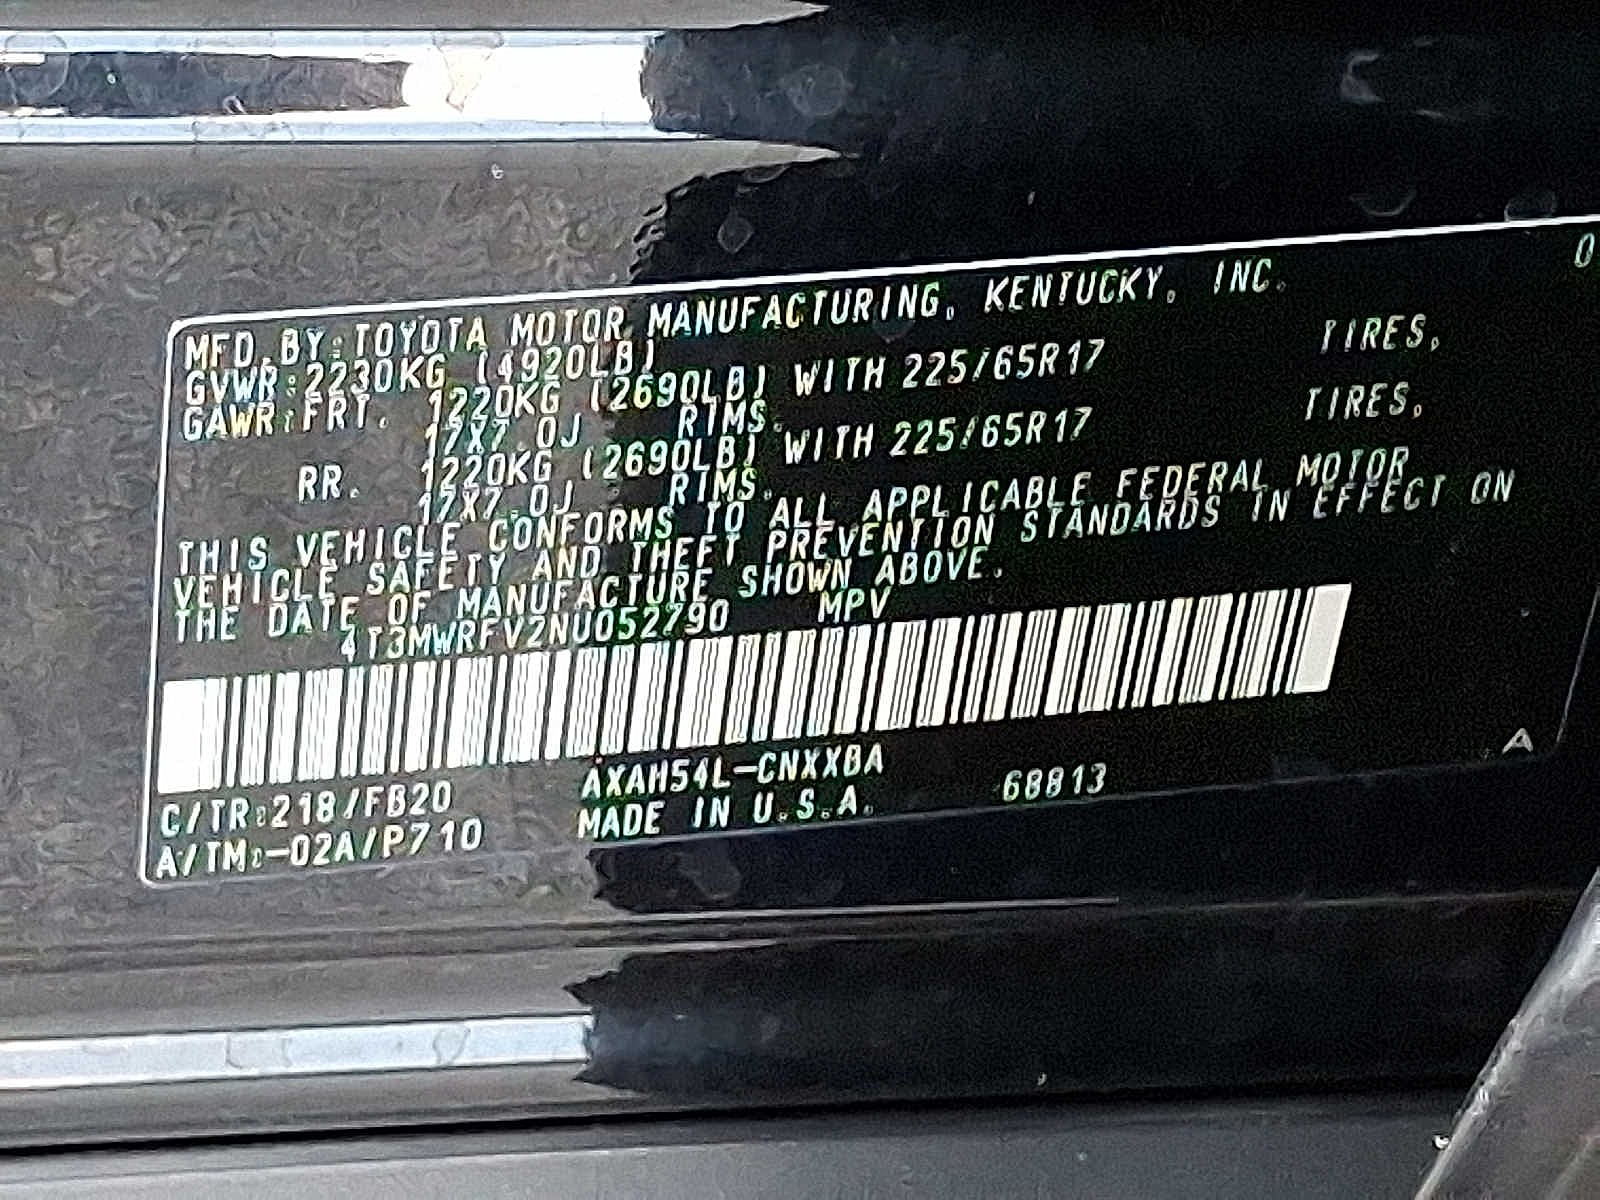 MFD.BY:TOYOTA MOTOR MANUFACTURING, KENTUCKY, INC. 0
GVWR:2230KG (4920LB)
GAWR:FRT. 1220KG (2690LB) WITH 225/65R17 TIRES,
17X7.0J RIMS.
RR. 1220KG (2690LB) WITH 225/65R17 TIRES,
17X7.0J RIMS.
THIS VEHICLE CONFORMS TO ALL APPLICABLE FEDERAL MOTOR
VEHICLE SAFETY AND THEFT PREVENTION STANDARDS IN EFFECT ON
THE DATE OF MANUFACTURE SHOWN ABOVE.
4T3MWRFV2NU052790 MPV
C/TR:218/FB20 AXAH54L-CNXXBA
A/TM:-02A/P710 MADE IN U.S.A. 68813
A